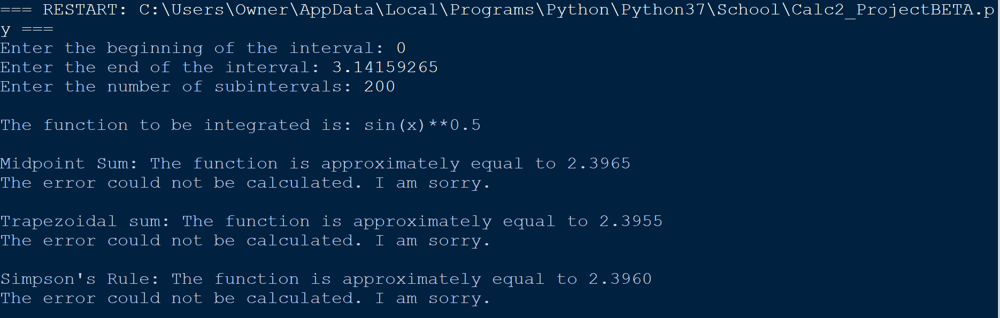 === RESTART: C:\Users\Owner\AppData\Local\Programs\Python\Python37\School\Calc2_ProjectBETA.p
y ===
Enter the beginning of the interval: 0
Enter the end of the interval: 3.14159265
Enter the number of subintervals: 200
The function to be integrated is: sin(x)**0.5
Midpoint Sum: The function is approximately equal to 2.3965
The error could not be calculated. I am sorry.
Trapezoidal sum: The function is approximately equal to 2.3955
The error could not be calculated. I am sorry.
Simpson's Rule: The function is approximately equal to 2.3960
The error could not be calculated. I am sorry.